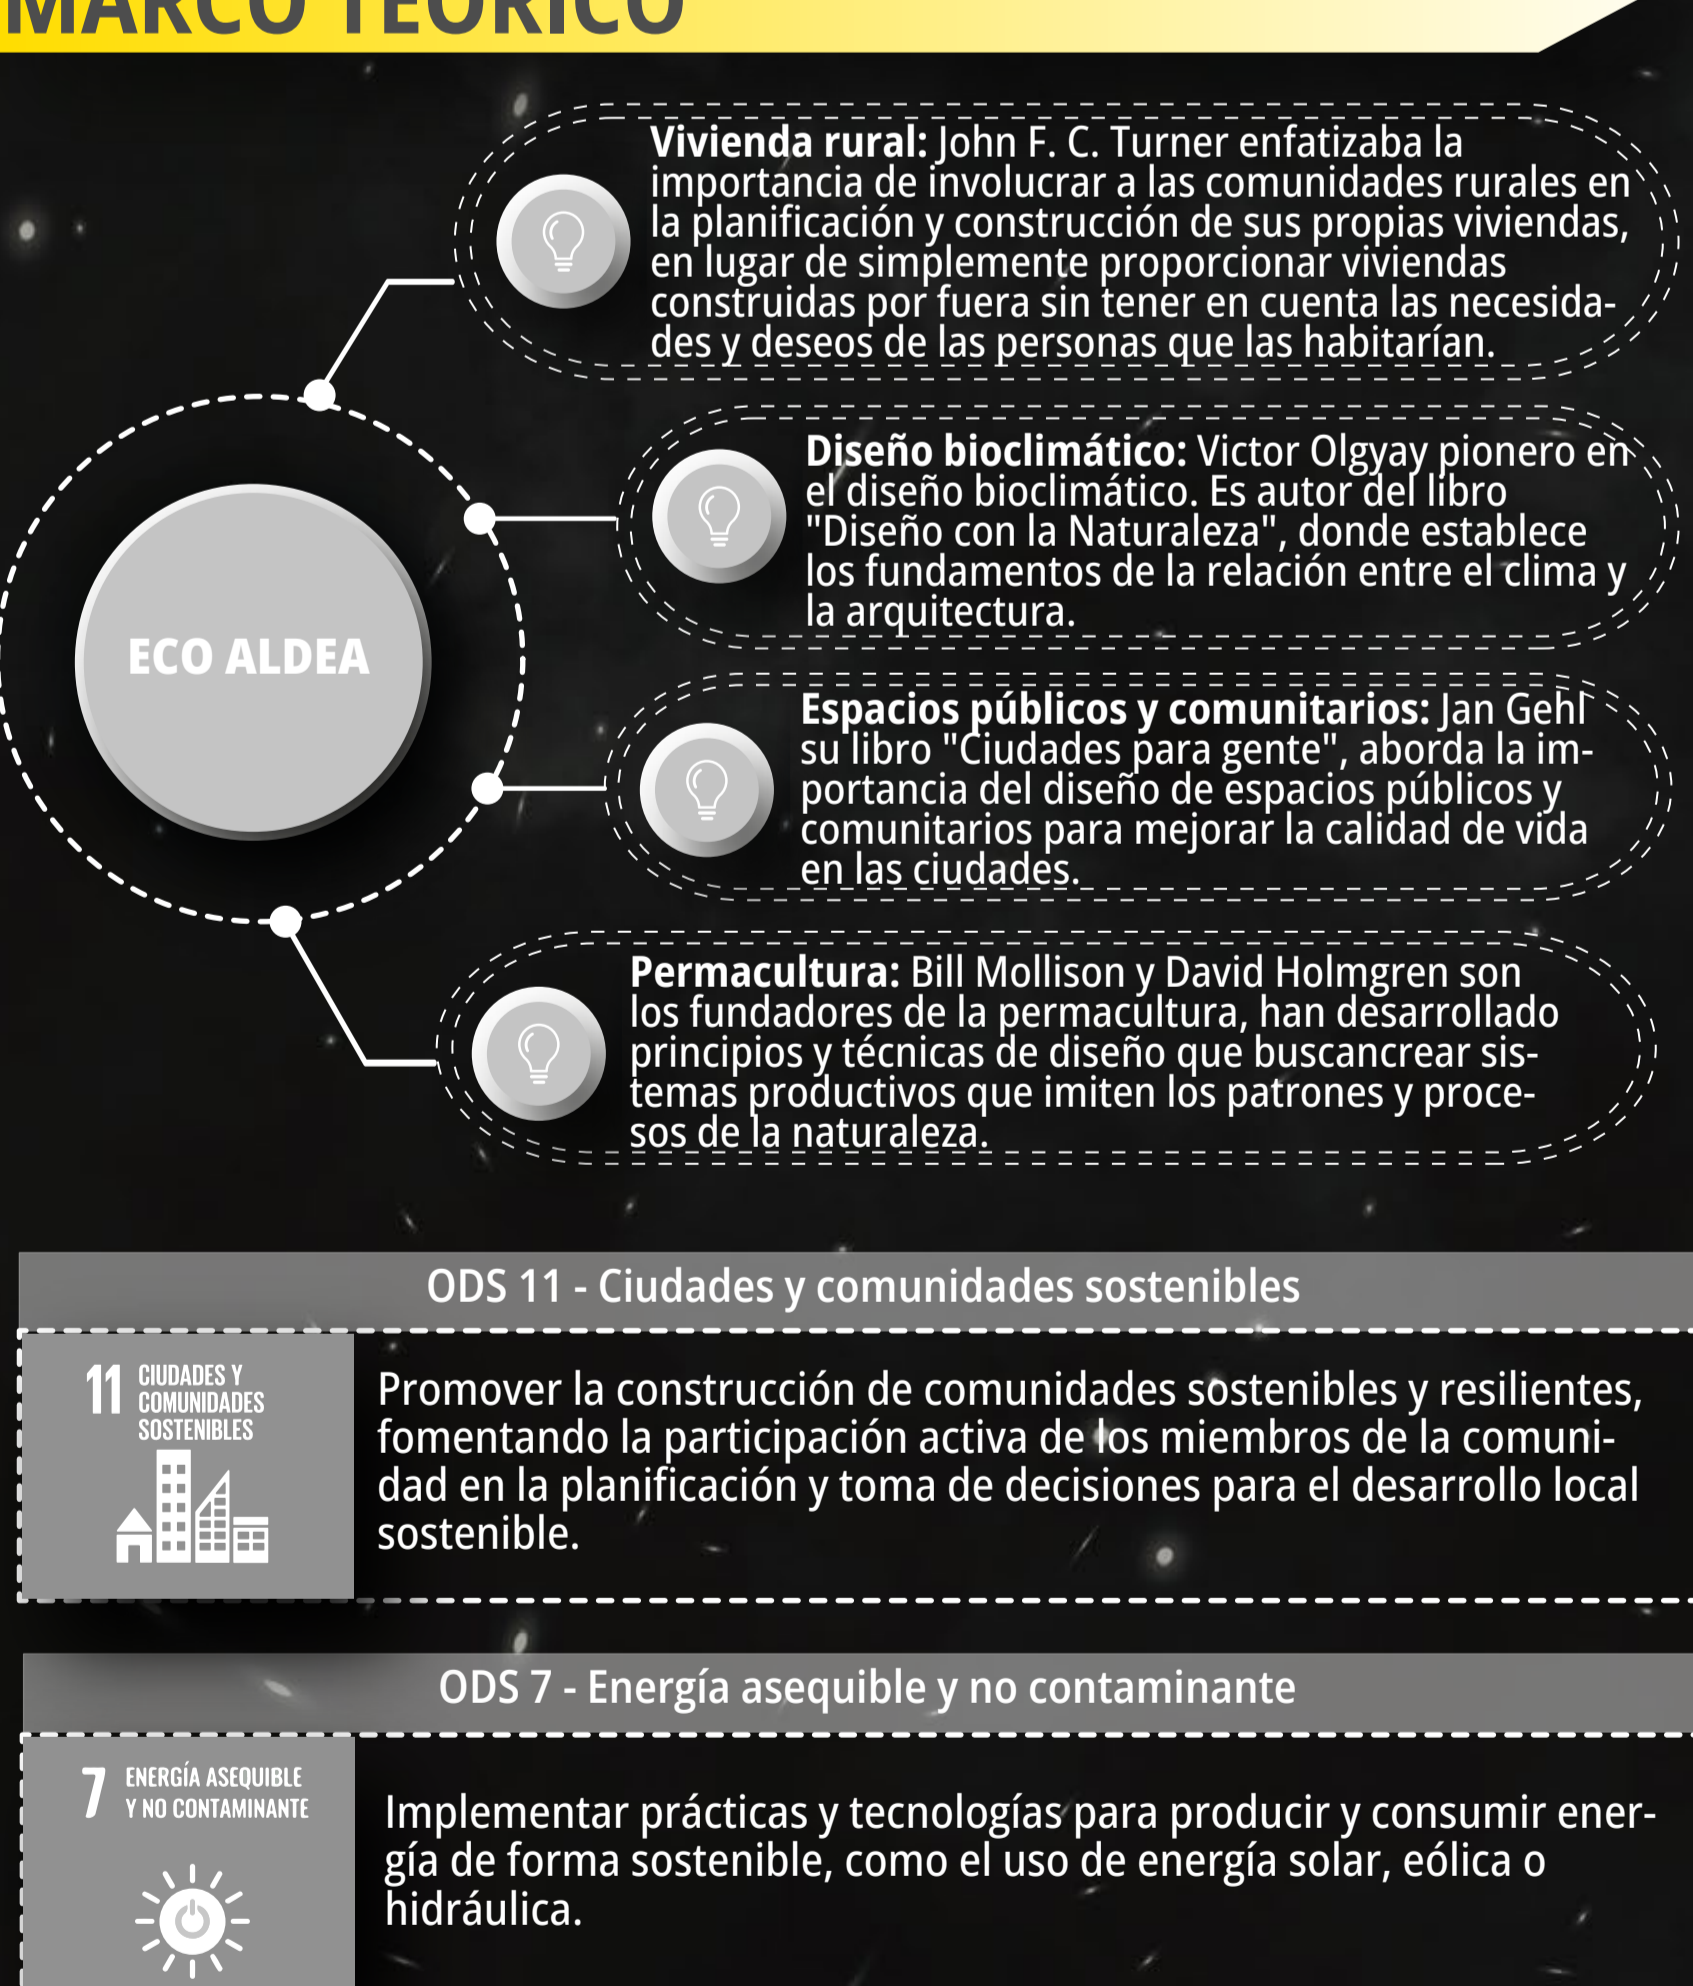 MARCO TEÓRICO
Vivienda rural: John F. C. Turner enfatizaba la
importancia de involucrar a las comunidades rurales en
la planificación y construcción de sus propias viviendas,
en lugar de simplemente proporcionar viviendas
construidas por fuera sin tener en cuenta las necesida-
des y deseos de las personas que las habitarían.
Diseño bioclimático: Victor Olgyay pionero en
el diseño bioclimático. Es autor del libro
"Diseño con la Naturaleza", donde establece
los fundamentos de la relación entre el clima y
la arquitectura.
ECO ALDEA
Espacios públicos y comunitarios: Jan Gehl
su libro "Ciudades para gente", aborda la im-
portancia del diseño de espacios públicos y
comunitarios para mejorar la calidad de vida
en las ciudades.
Permacultura: Bill Mollison y David Holmgren son
los fundadores de la permacultura, han desarrollado
principios y técnicas de diseño que buscancrear sis-
temas productivos que imiten los patrones y proce-
sos de la naturaleza.
ODS 11 - Ciudades y comunidades sostenibles
11 CIUDADES Y
COMUNIDADES
SOSTENIBLES
Promover la construcción de comunidades sostenibles y resilientes,
fomentando la participación activa de los miembros de la comuni-
dad en la planificación y toma de decisiones para el desarrollo local
sostenible.
ODS 7 - Energía asequible y no contaminante
7 ENERGÍA ASEQUIBLE
Y NO CONTAMINANTE
Implementar prácticas y tecnologías para producir y consumir ener-
gía de forma sostenible, como el uso de energía solar, eólica o
hidráulica.